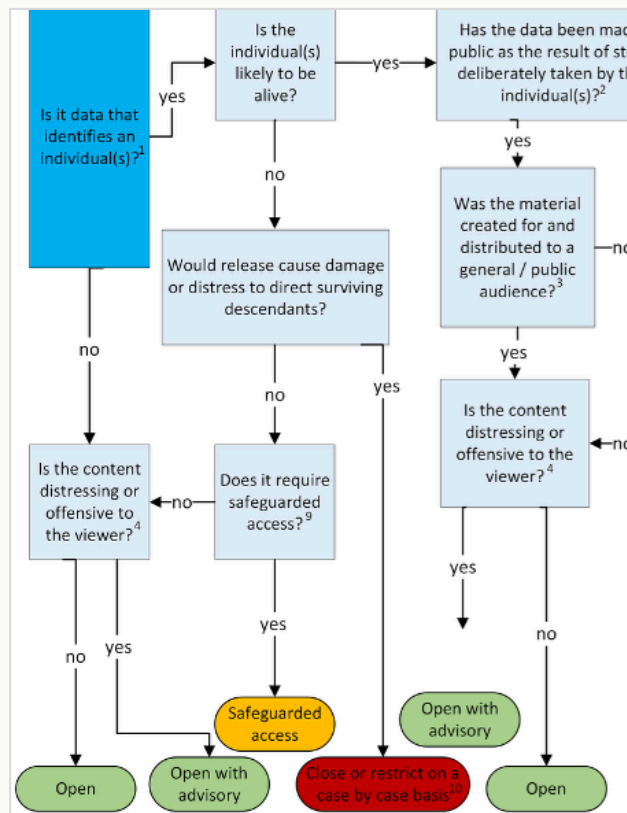 Is it data that
identifies an
individual(s)?1
yes
Is the
individual(s)
likely to be
alive?
yes
Has the data been
public as the result of
deliberately taken by
individual(s)?2
no
yes
Would release cause damage
or distress to direct surviving
descendants?
Was the material
created for and
distributed to a
general / public
audience?3
no
no
no
yes
yes
Is the content
distressing or
offensive to
the viewer?4
no
Does it require
safeguarded
access?9
Is the content
distressing or
offensive to the
viewer?4
no
no
yes
yes
yes
no
Safeguarded
access
Open with
advisory
Open
Open with
advisory
Close or restrict on a
case by case basis10
Open